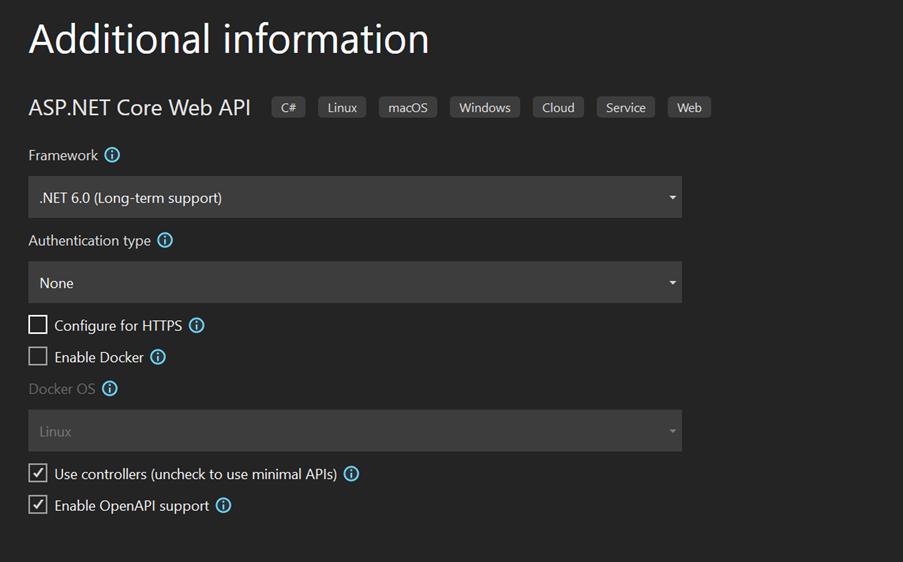 Additional information
ASP.NET Core Web API C# Linux macOS Windows Cloud Service Web
Framework
.NET 6.0 (Long-term support)
Authentication type
None
Configure for HTTPS
Enable Docker
Docker OS
Linux
Use controllers (uncheck to use minimal APIs)
Enable OpenAPI support